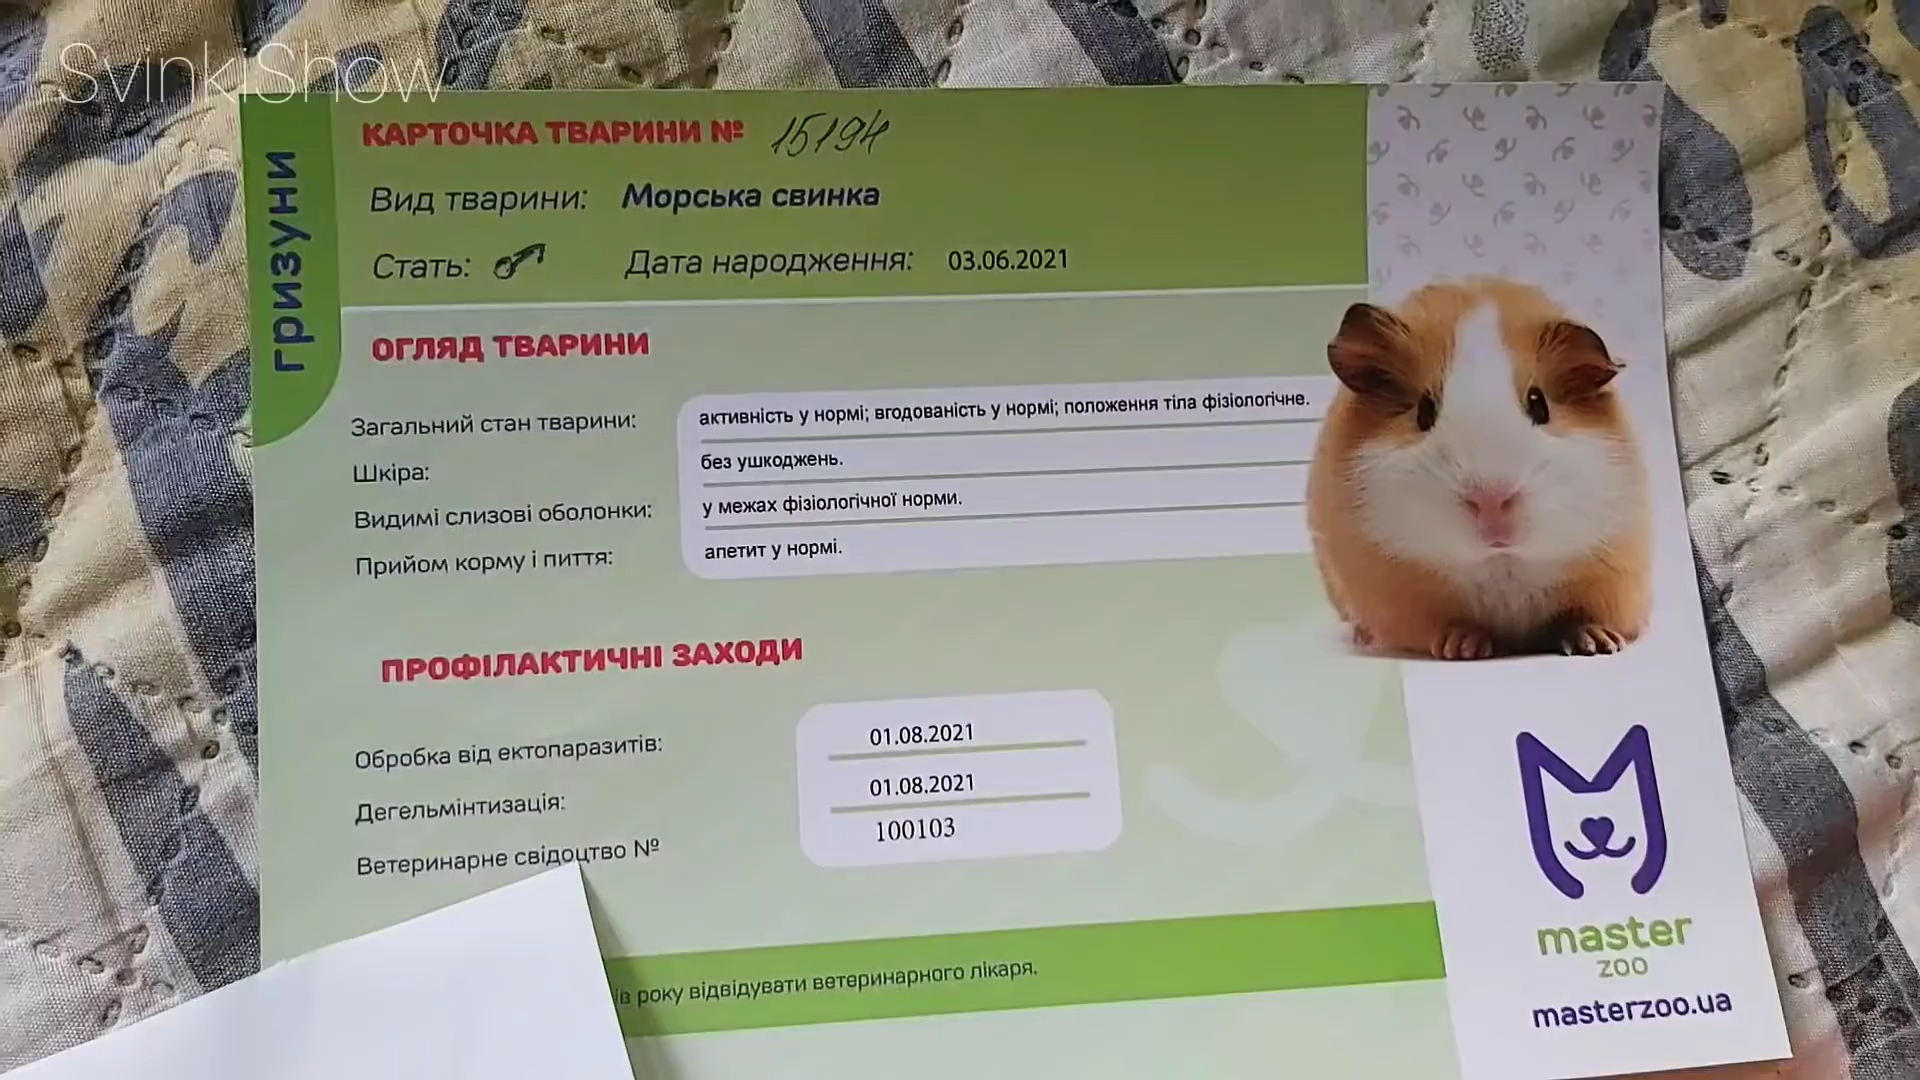 SvinkiShow
гризуни
КАРТОЧКА ТВАРИНИ № 15194
Вид тварини: Морська свинка
Стать: ♂ Дата народження: 03.06.2021
ОГЛЯД ТВАРИНИ
Загальний стан тварини: активність у нормі; вгодованість у нормі; положення тіла фізіологічне.
Шкіра: без ушкоджень.
Видимі слизові оболонки: у межах фізіологічної норми.
Прийом корму і пиття: апетит у нормі.
ПРОФІЛАКТИЧНІ ЗАХОДИ
Обробка від ектопаразитів: 01.08.2021
Дегельмінтизація: 01.08.2021
Ветеринарне свідоцтво № 100103
року відвідувати ветеринарного лікаря.
master
zoo
masterzoo.ua